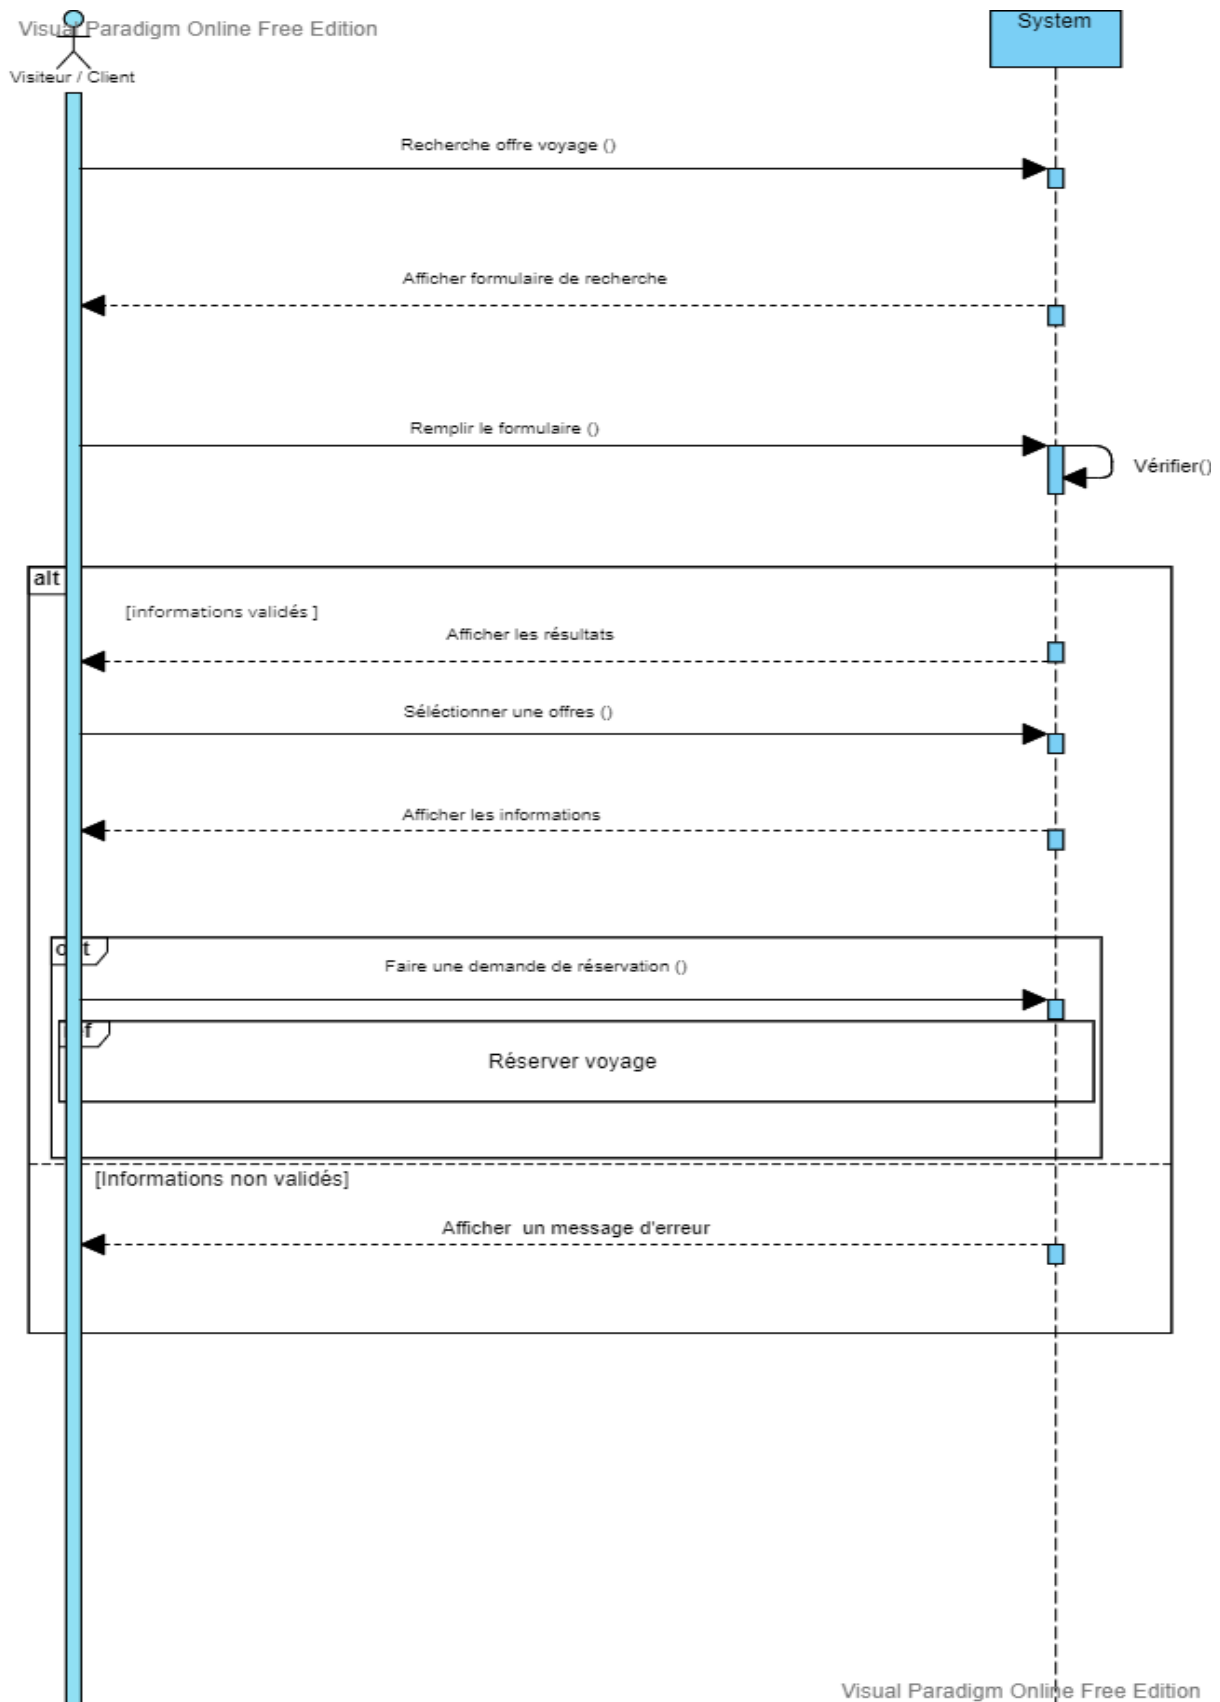 Visual Paradigm Online Free Edition
System
Visiteur / Client
Recherche offre voyage ()
Afficher formulaire de recherche
Remplir le formulaire ()
Vérifier()
alt
[informations validés ]
Afficher les résultats
Séléctionner une offres ()
Afficher les informations
opt
Faire une demande de réservation ()
ref
Réserver voyage
[Informations non validés]
Afficher  un message d'erreur
Visual Paradigm Online Free Edition